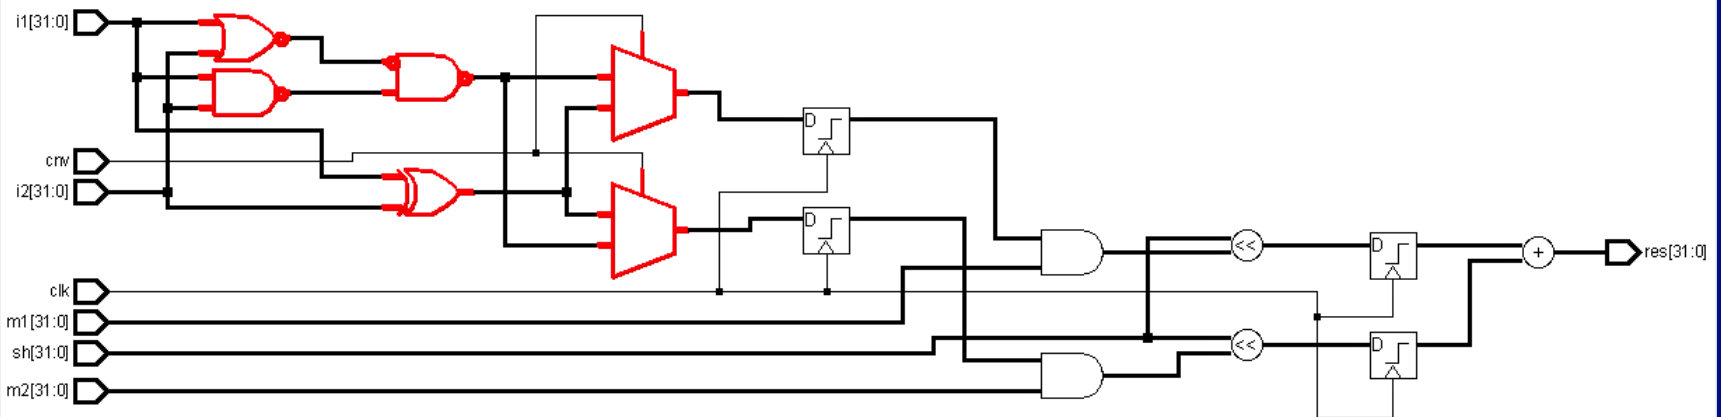 i1[31:0]
cnv
i2[31:0]
D
D
clk
m1[31:0]
sh[31:0]
m2[31:0]
<<
<<
D
D
+
res[31:0]